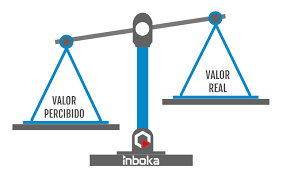 VALOR
PERCIBIDO
VALOR
REAL
inboka